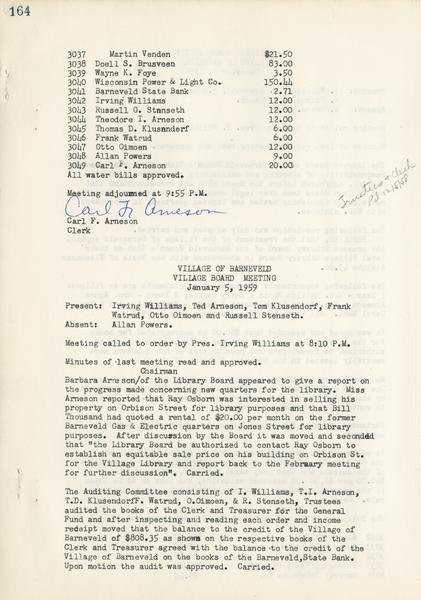 164
3037 Martin Venden $21.50
3038 Doell S. Brusveen 83.00
3039 Wayne K. Foye 3.50
3040 Wisconsin Power & Light Co. 150.44
3041 Barneveld State Bank 2.71
3042 Irving Williams 12.00
3043 Russell G. Stenseth 12.00
3044 Theodore I. Arneson 12.00
3045 Thomas D. Klusendorf 6.00
3046 Frank Watrud 6.00
3047 Otto Oimoen 12.00
3048 Allan Powers 9.00
3049 Carl F. Arneson 20.00
All water bills approved.
Meeting adjourned at 9:55 P.M.
Carl F. Arneson
Carl F. Arneson
Clerk
Trustees & Clerk
Pd 12/5/58
VILLAGE OF BARNEVELD
VILLAGE BOARD MEETING
January 5, 1959
Present: Irving Williams, Ted Arneson, Tom Klusendorf, Frank
Watrud, Otto Oimoen and Russell Stenseth.
Absent: Allan Powers.
Meeting called to order by Pres. Irving Williams at 8:10 P.M.
Minutes of last meeting read and approved.
Chairman
Barbara Arneson/of the Library Board appeared to give a report on
the progress made concerning new quarters for the library. Miss
Arneson reported that Ray Osborn was interested in selling his
property on Orbison Street for library purposes and that Bill
Thousand had quoted a rental of $20.00 per month on the former
Barneveld Gas & Electric quarters on Jones Street for library
purposes. After discussion by the Board it was moved and seconded
that "the Library Board be authorized to contact Ray Osborn to
establish an equitable sale price on his building on Orbison St.
for the Village Library and report back to the February meeting
for further discussion". Carried.
The Auditing Committee consisting of I. Williams, T.I. Arneson,
T.D. KlusendorfF. Watrud, O.Oimoen, & R. Stenseth, Trustees
audited the books of the Clerk and Treasurer for the General
Fund and after inspecting and reading each order and income
redeipt moved that the balance to the credit of the Village of
Barneveld of $808.35 as shown on the respective books of the
Clerk and Treasurer agreed with the balance to the credit of the
Village of Barneveld on the books of the Barneveld,State Bank.
Upon motion the audit was approved. Carried.